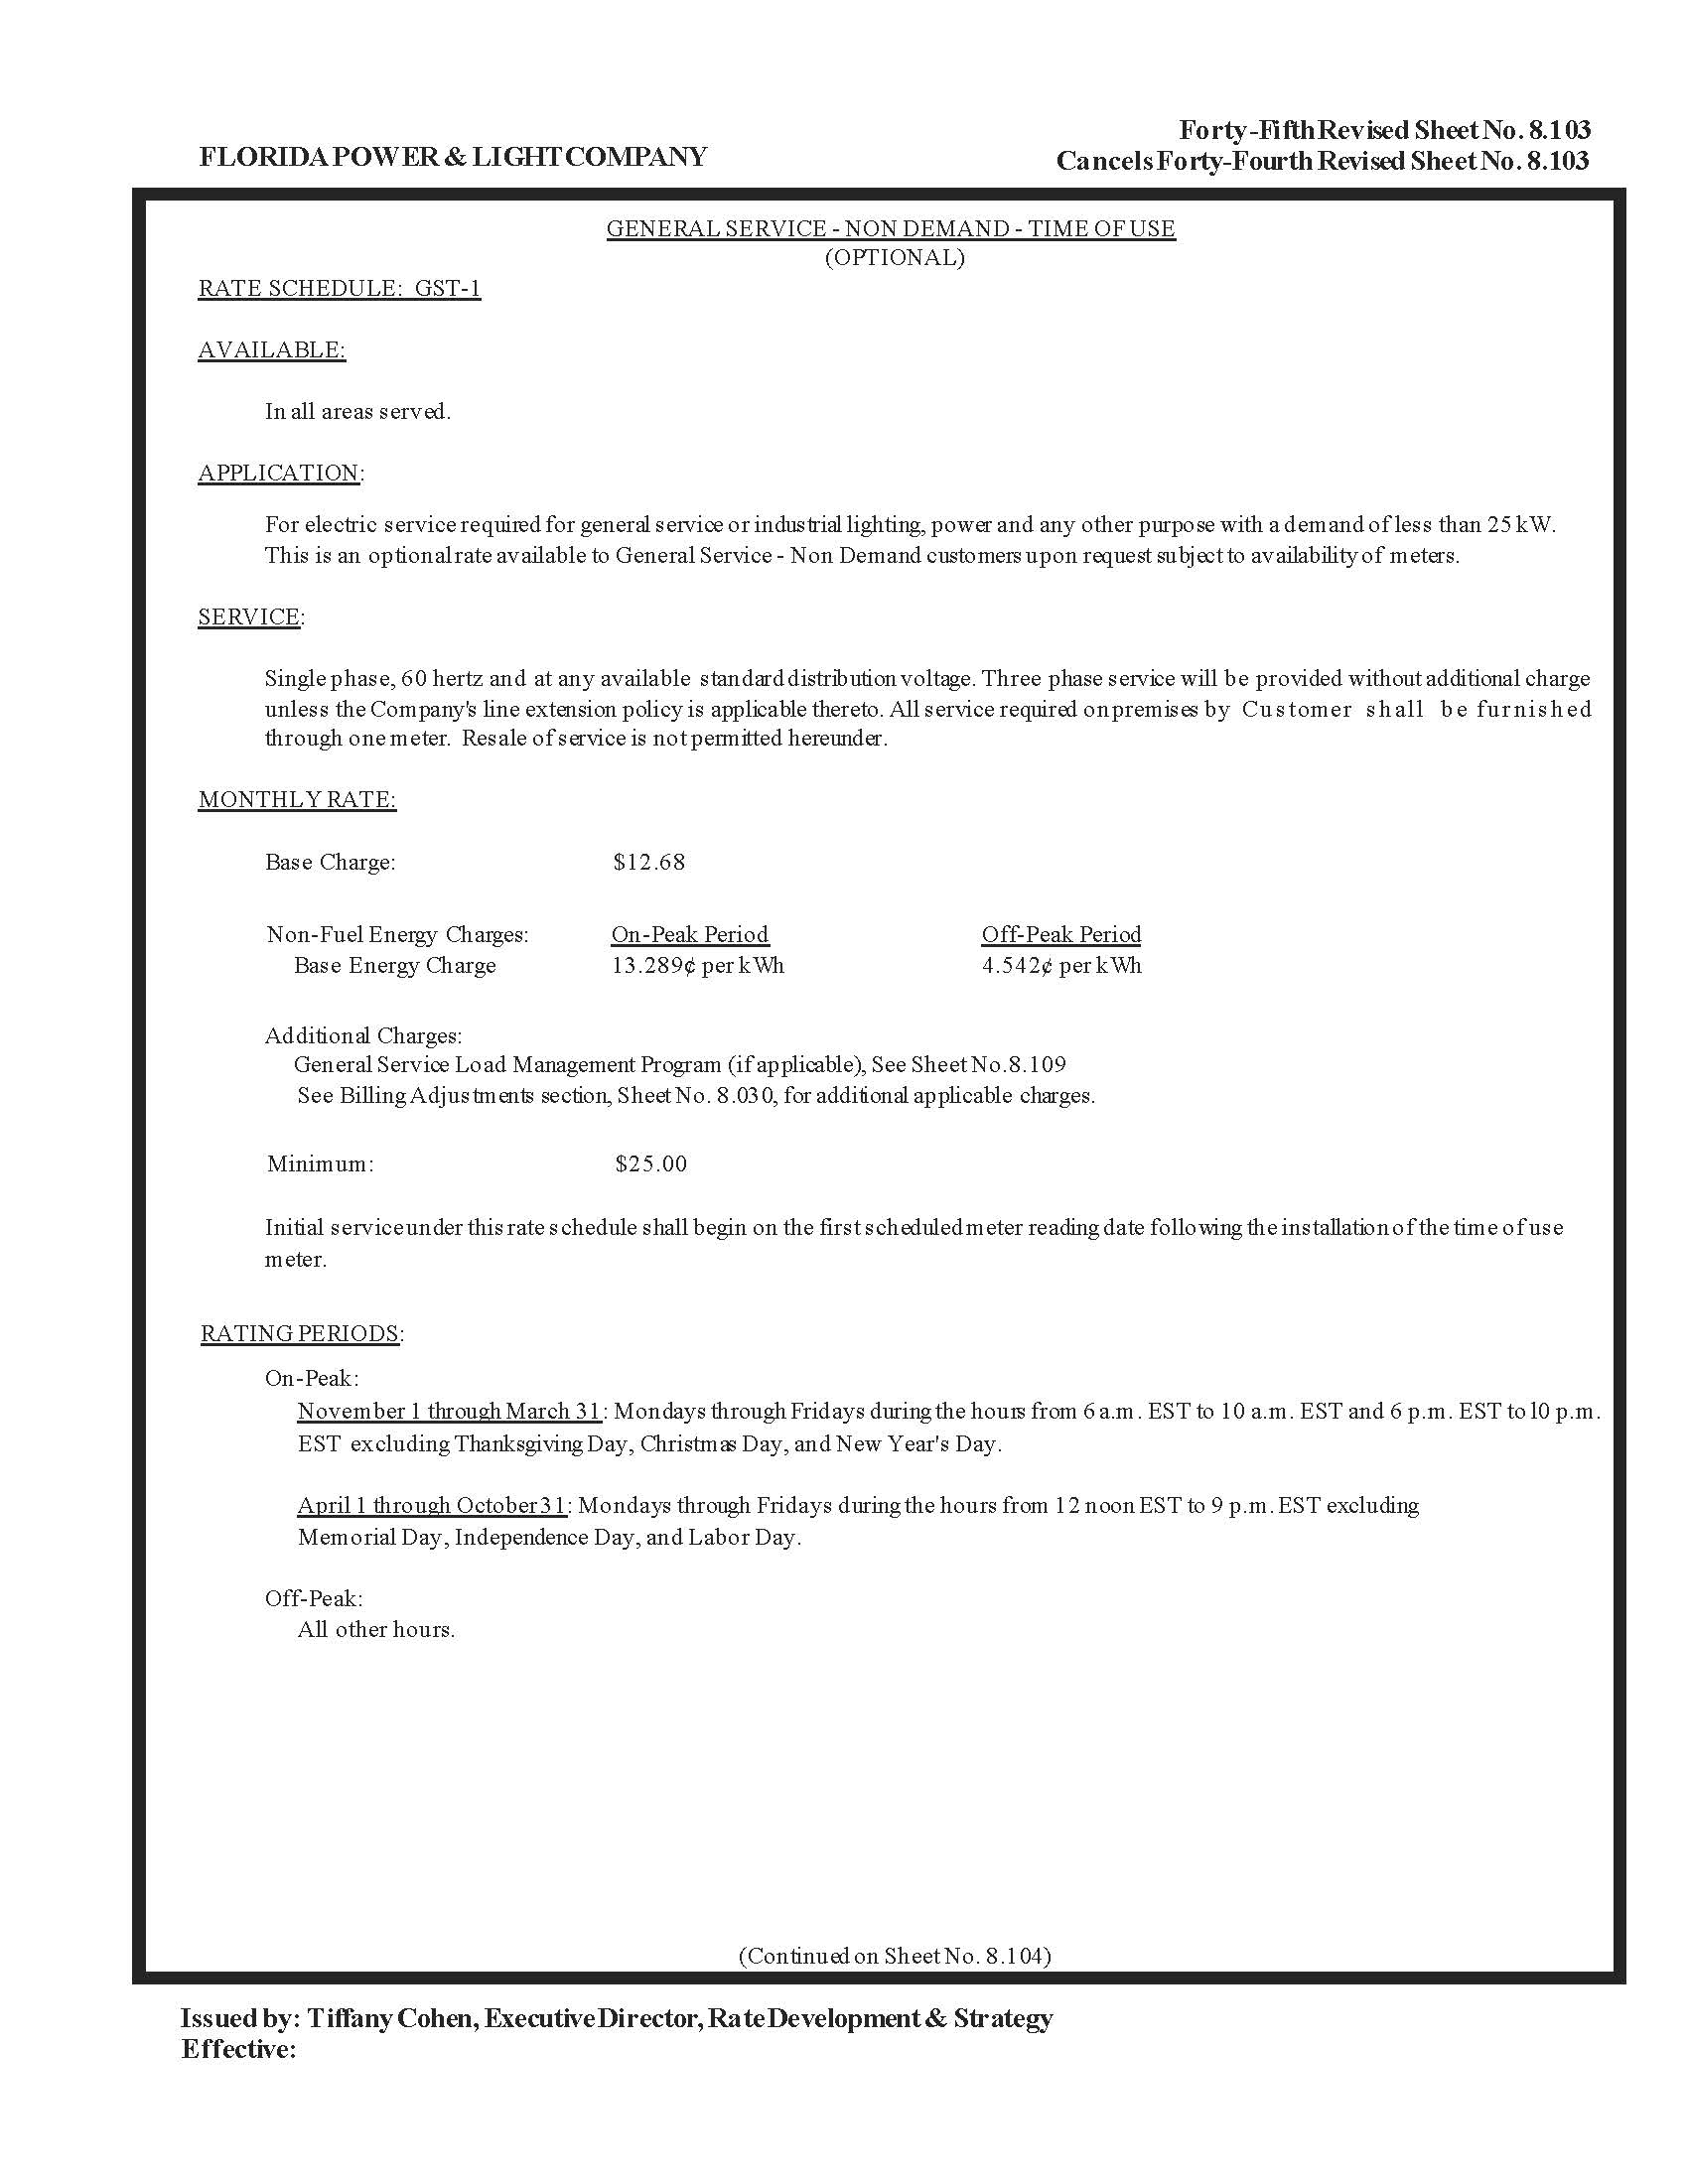 FLORIDA POWER & LIGHT COMPANY
Forty-Fifth Revised Sheet No. 8.103
Cancels Forty-Fourth Revised Sheet No. 8.103
GENERAL SERVICE - NON DEMAND - TIME OF USE
(OPTIONAL)
RATE SCHEDULE: GST-1
AVAILABLE:
In all areas served.
APPLICATION:
For electric service required for general service or industrial lighting, power and any other purpose with a demand of less than 25 kW.
This is an optional rate available to General Service - Non Demand customers upon request subject to availability of meters.
SERVICE:
Single phase, 60 hertz and at any available standard distribution voltage. Three phase service will be provided without additional charge
unless the Company's line extension policy is applicable thereto. All service required on premises by Customer shall be furnished
through one meter. Resale of service is not permitted hereunder.
MONTHLY RATE:
Base Charge: $12.68
Non-Fuel Energy Charges: On-Peak Period Off-Peak Period
Base Energy Charge 13.289¢ per kWh 4.542¢ per kWh
Additional Charges:
General Service Load Management Program (if applicable), See Sheet No.8.109
See Billing Adjustments section, Sheet No. 8.030, for additional applicable charges.
Minimum: $25.00
Initial service under this rate schedule shall begin on the first scheduled meter reading date following the installation of the time of use
meter.
RATING PERIODS:
On-Peak:
November 1 through March 31: Mondays through Fridays during the hours from 6 a.m. EST to 10 a.m. EST and 6 p.m. EST to l0 p.m.
EST excluding Thanksgiving Day, Christmas Day, and New Year's Day.
April 1 through October 31: Mondays through Fridays during the hours from 12 noon EST to 9 p.m. EST excluding
Memorial Day, Independence Day, and Labor Day.
Off-Peak:
All other hours.
(Continued on Sheet No. 8.104)
Issued by: Tiffany Cohen, Executive Director, Rate Development & Strategy
Effective: